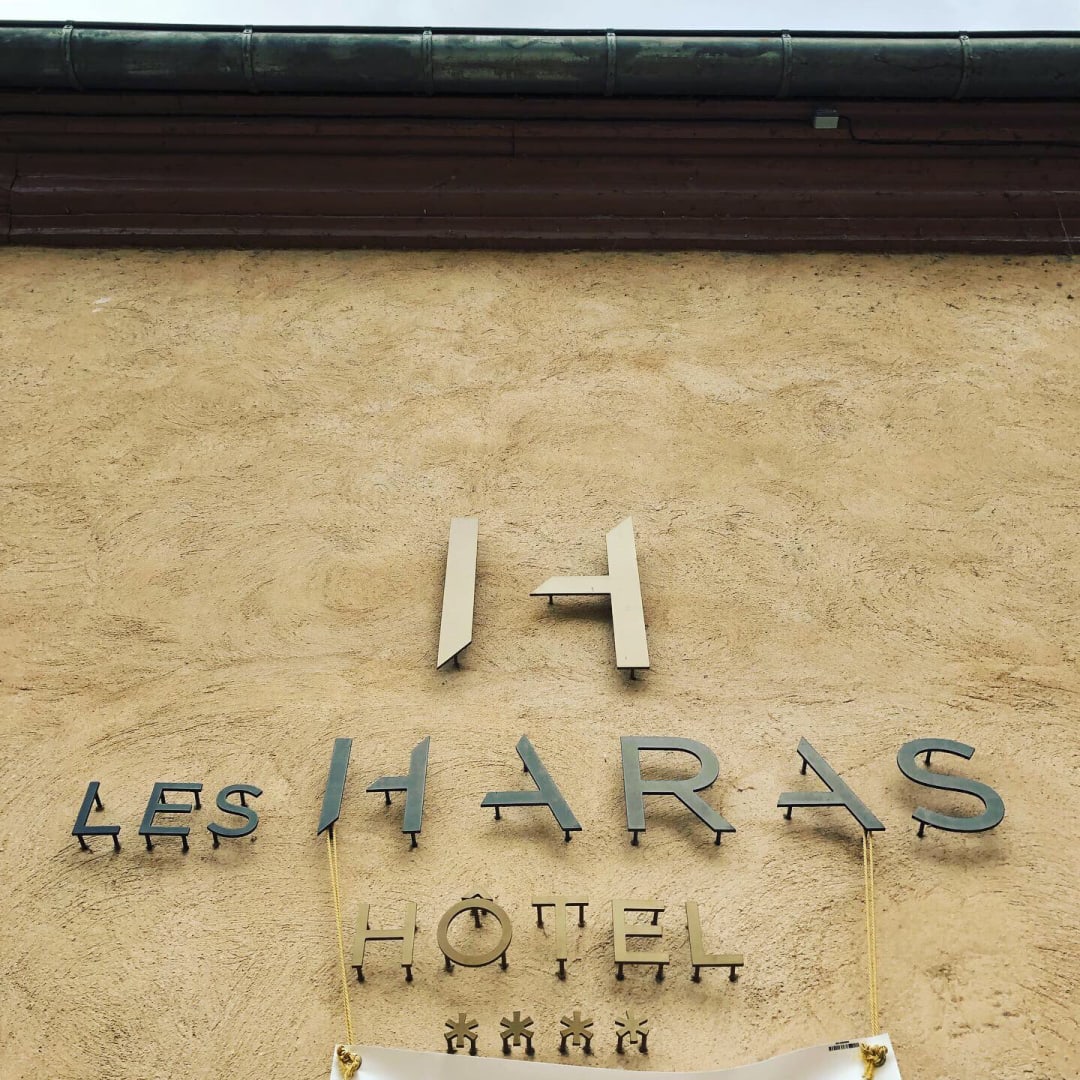 H
LES HARAS
HÔTEL
****